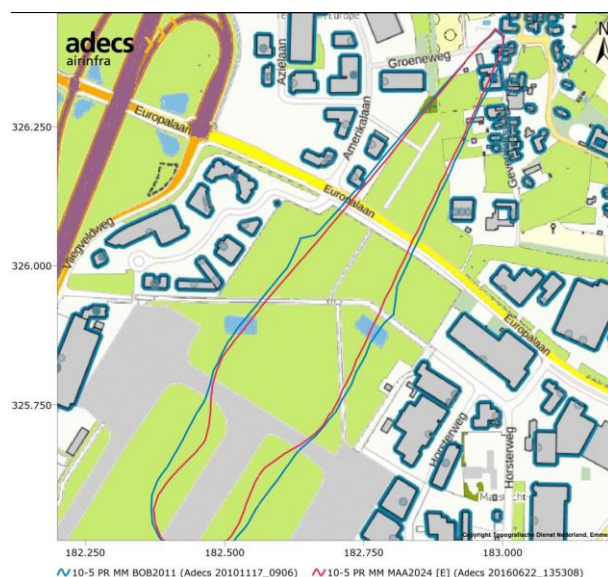 adecs
airinfra
N
Groeneweg
Azielaan
Amerikalaan
Europalaan
326.250
Europalaan
Vliegveldweg
326.000
Europalaan
325.750
Horsterweg
Horsterweg
Copyright Topografische Dienst Nederland, Emme
182.250
182.500
182.750
183.000
10-5 PR MM BOB2011 (Adecs 20101117_0906)
10-5 PR MM MAA2024 [E] (Adecs 20160622_135308)